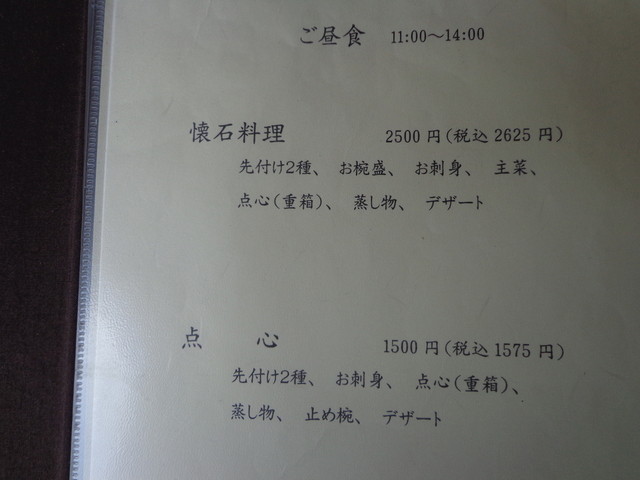 ご昼食 11:00～14:00
懐石料理 2500円(税込2625円)
先付け2種、お椀盛、お刺身、主菜、
点心(重箱)、蒸し物、デザート
点心 1500円(税込1575円)
先付け2種、お刺身、点心(重箱)、
蒸し物、止め椀、デザート